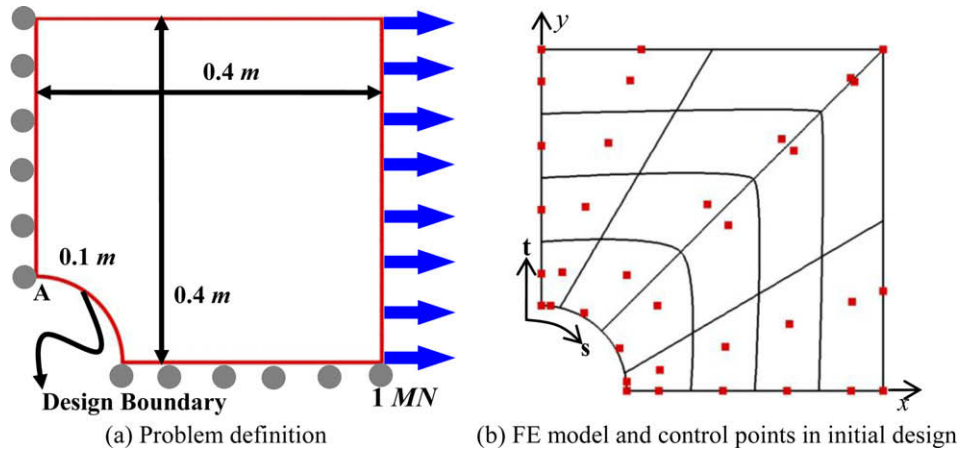 0.4 m
0.1 m
A
0.4 m
Design Boundary
1 MN
(a) Problem definition
y
t
s
x
(b) FE model and control points in initial design